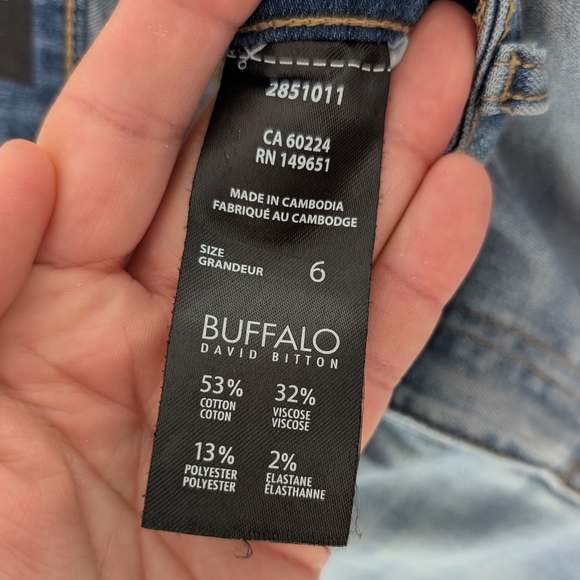 2851011
CA 60224
RN 149651
MADE IN CAMBODIA
FABRIQUÉ AU CAMBODGE
SIZE
GRANDEUR
6
BUFFALO
DAVID BITTON
53%
COTTON
COTON
32%
VISCOSE
VISCOSE
13%
POLYESTER
POLYESTER
2%
ELASTANE
ÉLASTHANNE